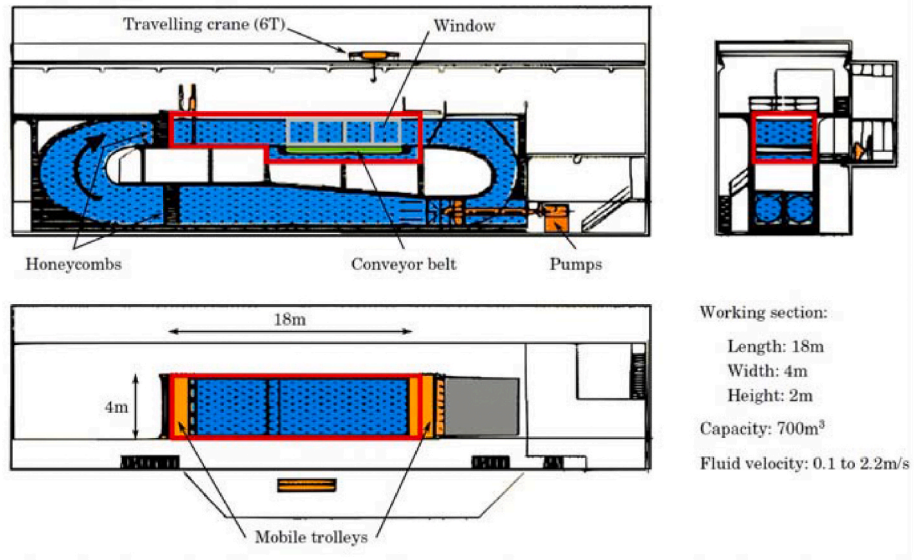 Travelling crane (6T)
Window
Honeycombs
Conveyor belt
Pumps
18m
4m
Working section:
Length: 18m
Width: 4m
Height: 2m
Capacity: 700m³
Fluid velocity: 0.1 to 2.2m/s
Mobile trolleys